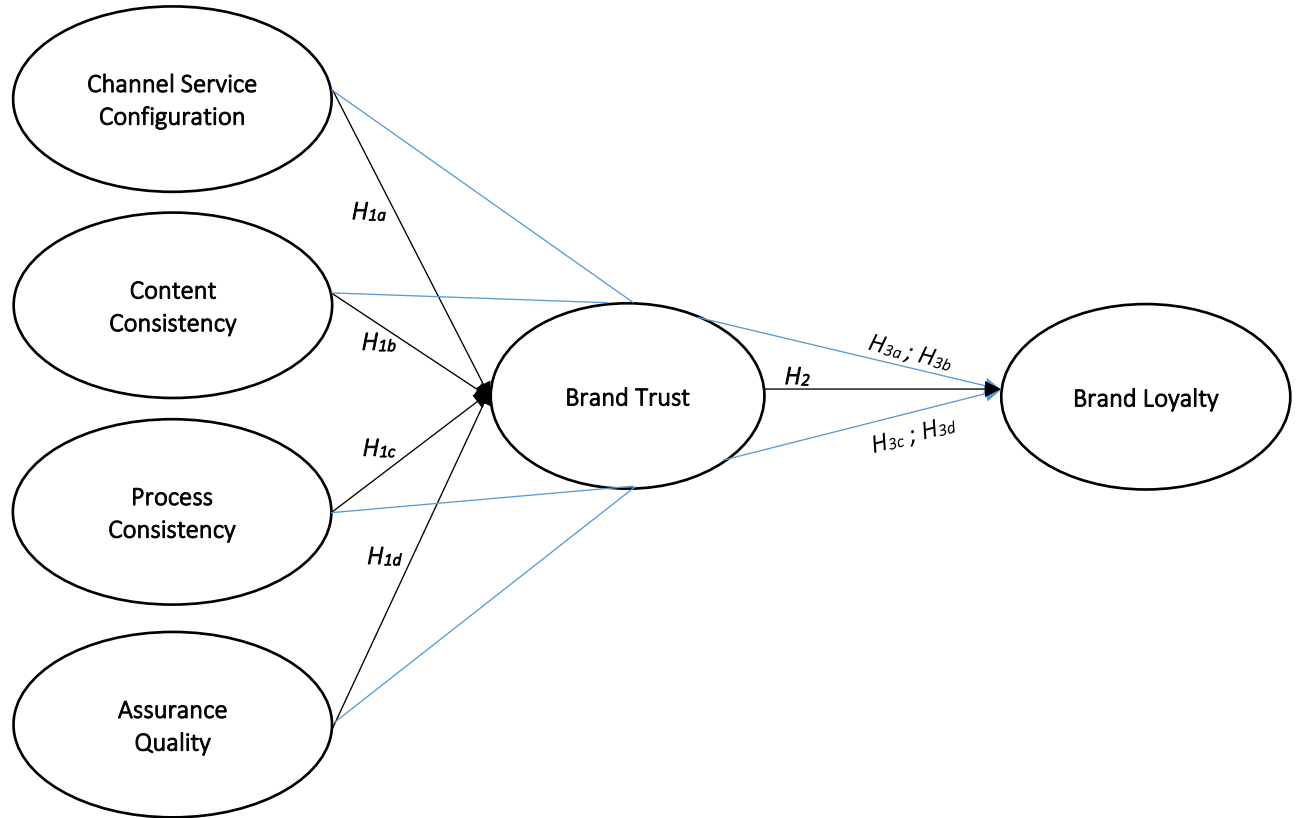 Channel Service
Configuration
H1a
Content
Consistency
H1b
Brand Trust
H3a ; H3b
H2
Brand Loyalty
H3c ; H3d
H1c
Process
Consistency
H1d
Assurance
Quality